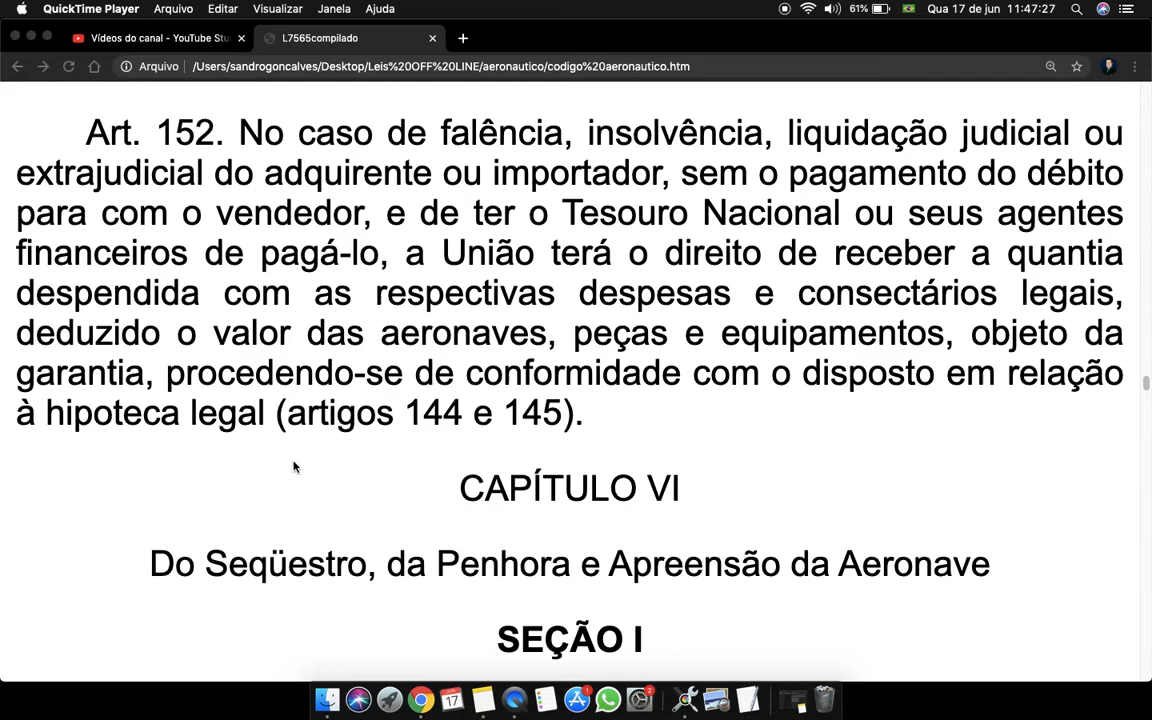 QuickTime Player Arquivo Editar Visualizar Janela Ajuda 61% Qua 17 de jun 11:47:27
Vídeos do canal - YouTube Stu
L7565compilado
Arquivo /Users/sandrogoncalves/Desktop/Leis%20OFF%20LINE/aeronautico/codigo%20aeronautico.htm
Art. 152. No caso de falência, insolvência, liquidação judicial ou
extrajudicial do adquirente ou importador, sem o pagamento do débito
para com o vendedor, e de ter o Tesouro Nacional ou seus agentes
financeiros de pagá-lo, a União terá o direito de receber a quantia
despendida com as respectivas despesas e consectários legais,
deduzido o valor das aeronaves, peças e equipamentos, objeto da
garantia, procedendo-se de conformidade com o disposto em relação
à hipoteca legal (artigos 144 e 145).
CAPÍTULO VI
Do Seqüestro, da Penhora e Apreensão da Aeronave
SEÇÃO I
JUN
17
1
2